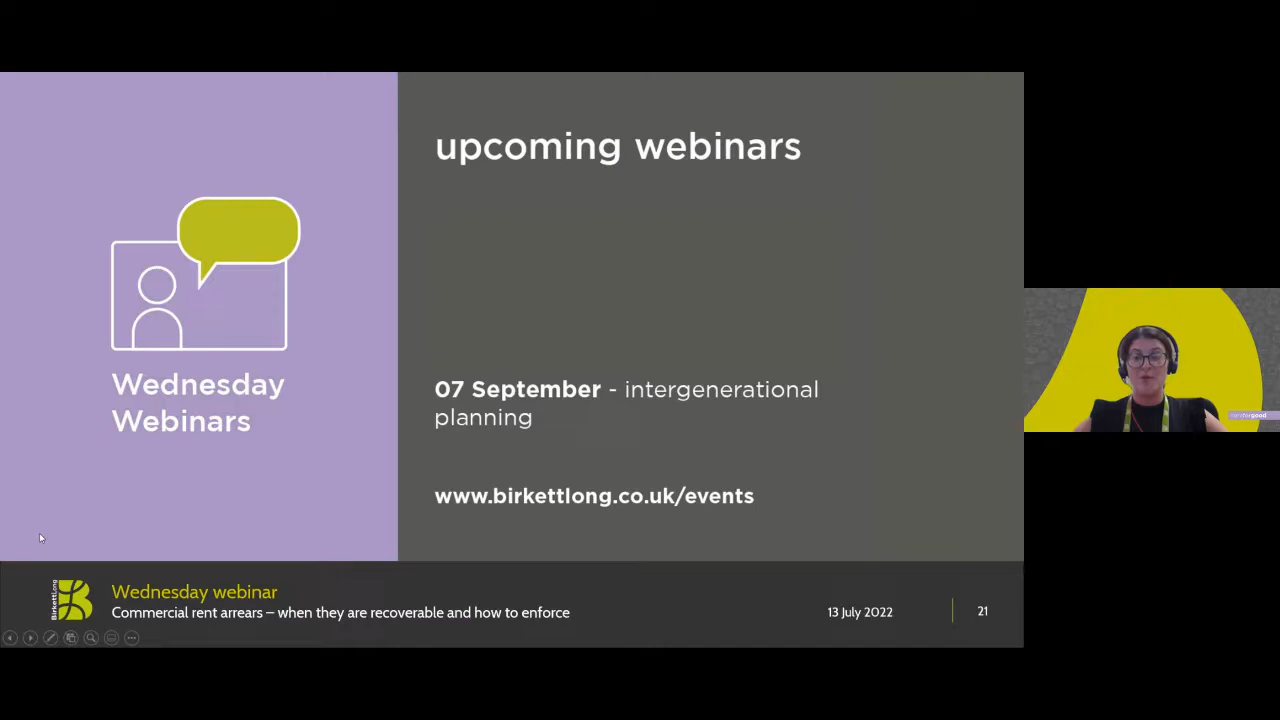 upcoming webinars
Wednesday
Webinars
07 September - intergenerational
planning
www.birkettlong.co.uk/events
BirkettLong
Wednesday webinar
Commercial rent arrears – when they are recoverable and how to enforce
13 July 2022
21